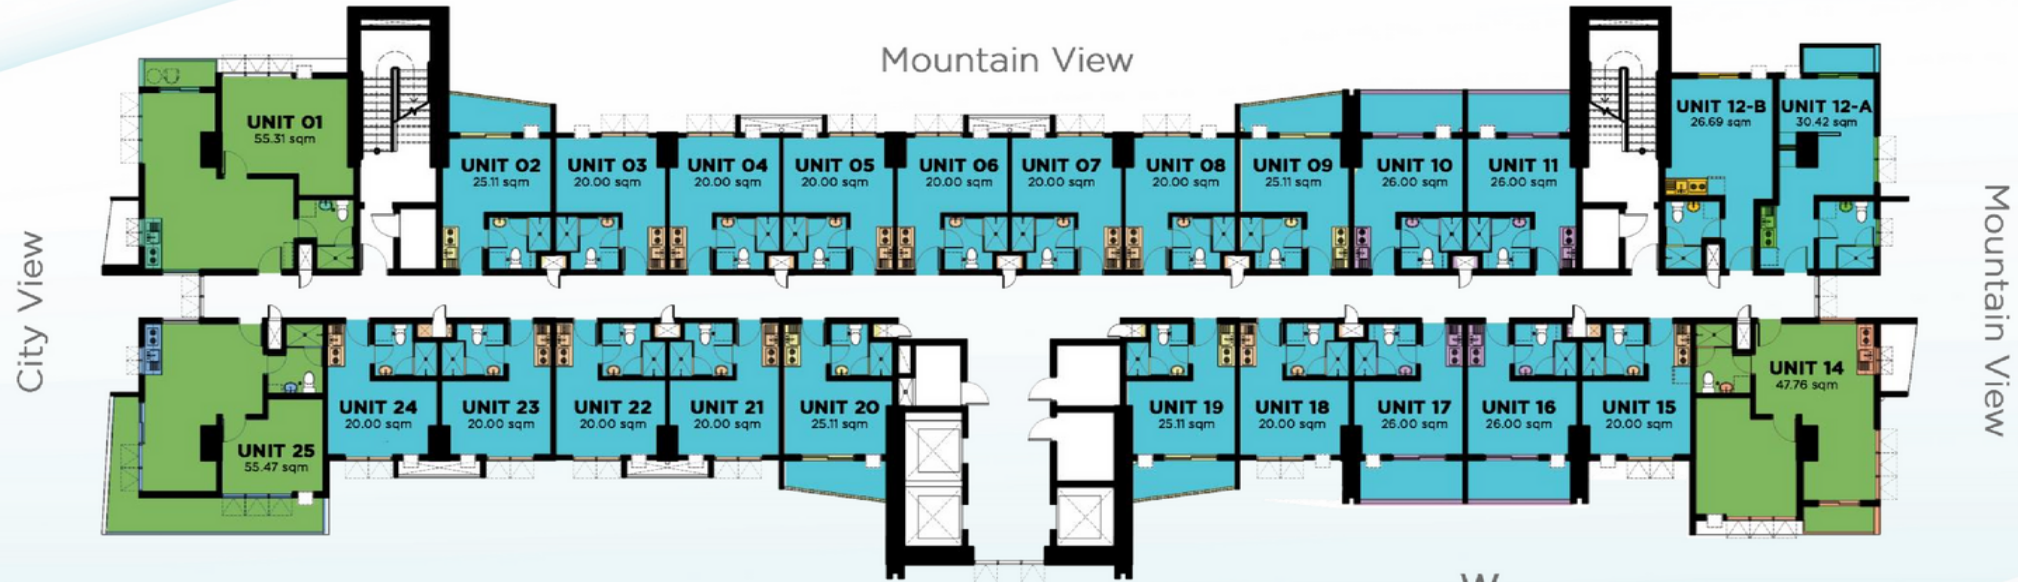 Mountain View
UNIT 01
55.31 sqm
UNIT 02
25.11 sqm
UNIT 03
20.00 sqm
UNIT 04
20.00 sqm
UNIT 05
20.00 sqm
UNIT 06
20.00 sqm
UNIT 07
20.00 sqm
UNIT 08
20.00 sqm
UNIT 09
25.11 sqm
UNIT 10
26.00 sqm
UNIT 11
26.00 sqm
UNIT 12-B
26.69 sqm
UNIT 12-A
30.42 sqm
City View
Mountain View
UNIT 25
55.47 sqm
UNIT 24
20.00 sqm
UNIT 23
20.00 sqm
UNIT 22
20.00 sqm
UNIT 21
20.00 sqm
UNIT 20
25.11 sqm
UNIT 19
25.11 sqm
UNIT 18
20.00 sqm
UNIT 17
26.00 sqm
UNIT 16
26.00 sqm
UNIT 15
20.00 sqm
UNIT 14
47.76 sqm